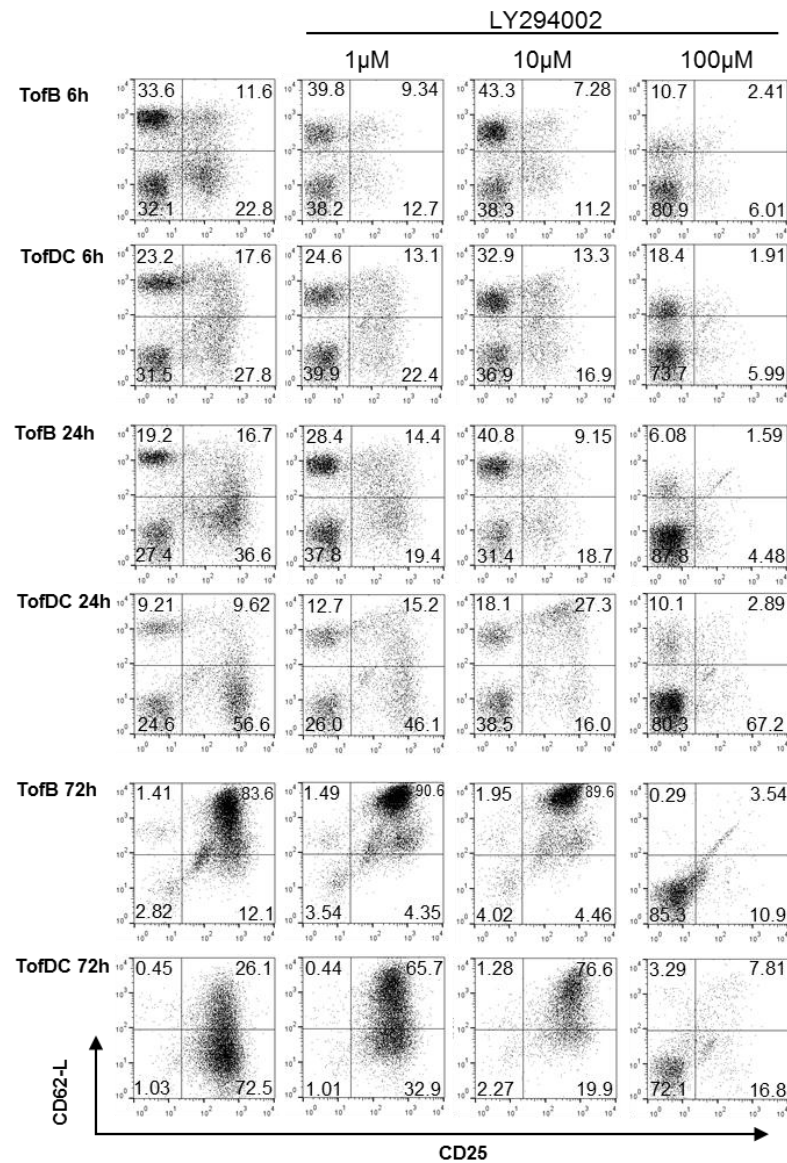 LY294002
1µM 10µM 100µM
TofB 6h
33.6 11.6 39.8 9.34 43.3 7.28 10.7 2.41
32.1 22.8 38.2 12.7 38.3 11.2 80.9 6.01
TofDC 6h
23.2 17.6 24.6 13.1 32.9 13.3 18.4 1.91
31.5 27.8 39.9 22.4 36.9 16.9 73.7 5.99
TofB 24h
19.2 16.7 28.4 14.4 40.8 9.15 6.08 1.59
27.4 36.6 37.8 19.4 31.4 18.7 87.8 4.48
TofDC 24h
9.21 9.62 12.7 15.2 18.1 27.3 10.1 2.89
24.6 56.6 26.0 46.1 38.5 16.0 80.3 67.2
TofB 72h
1.41 83.6 1.49 90.6 1.95 89.6 0.29 3.54
2.82 12.1 3.54 4.35 4.02 4.46 85.3 10.9
TofDC 72h
0.45 26.1 0.44 65.7 1.28 76.6 3.29 7.81
1.03 72.5 1.01 32.9 2.27 19.9 72.1 16.8
CD62-L
CD25